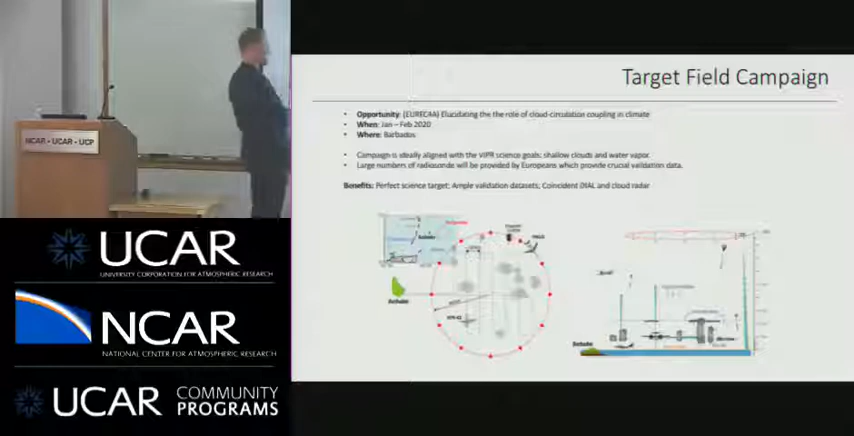 Target Field Campaign
• Opportunity: (EUREC4A) Elucidating the the role of cloud-circulation coupling in climate
• When: Jan – Feb 2020
• Where: Barbados
• Campaign is ideally aligned with the VIPR science goals: shallow clouds and water vapor.
• Large numbers of radiosonde will be provided by Europeans which provide crucial validation data.
Benefits: Perfect science target; Ample validation datasets; Coincident DIAL and cloud radar
Barbados
Barbados
NCAR • UCAR • UCP
UCAR
UNIVERSITY CORPORATION FOR ATMOSPHERIC RESEARCH
NCAR
NATIONAL CENTER FOR ATMOSPHERIC RESEARCH
UCAR COMMUNITY
PROGRAMS